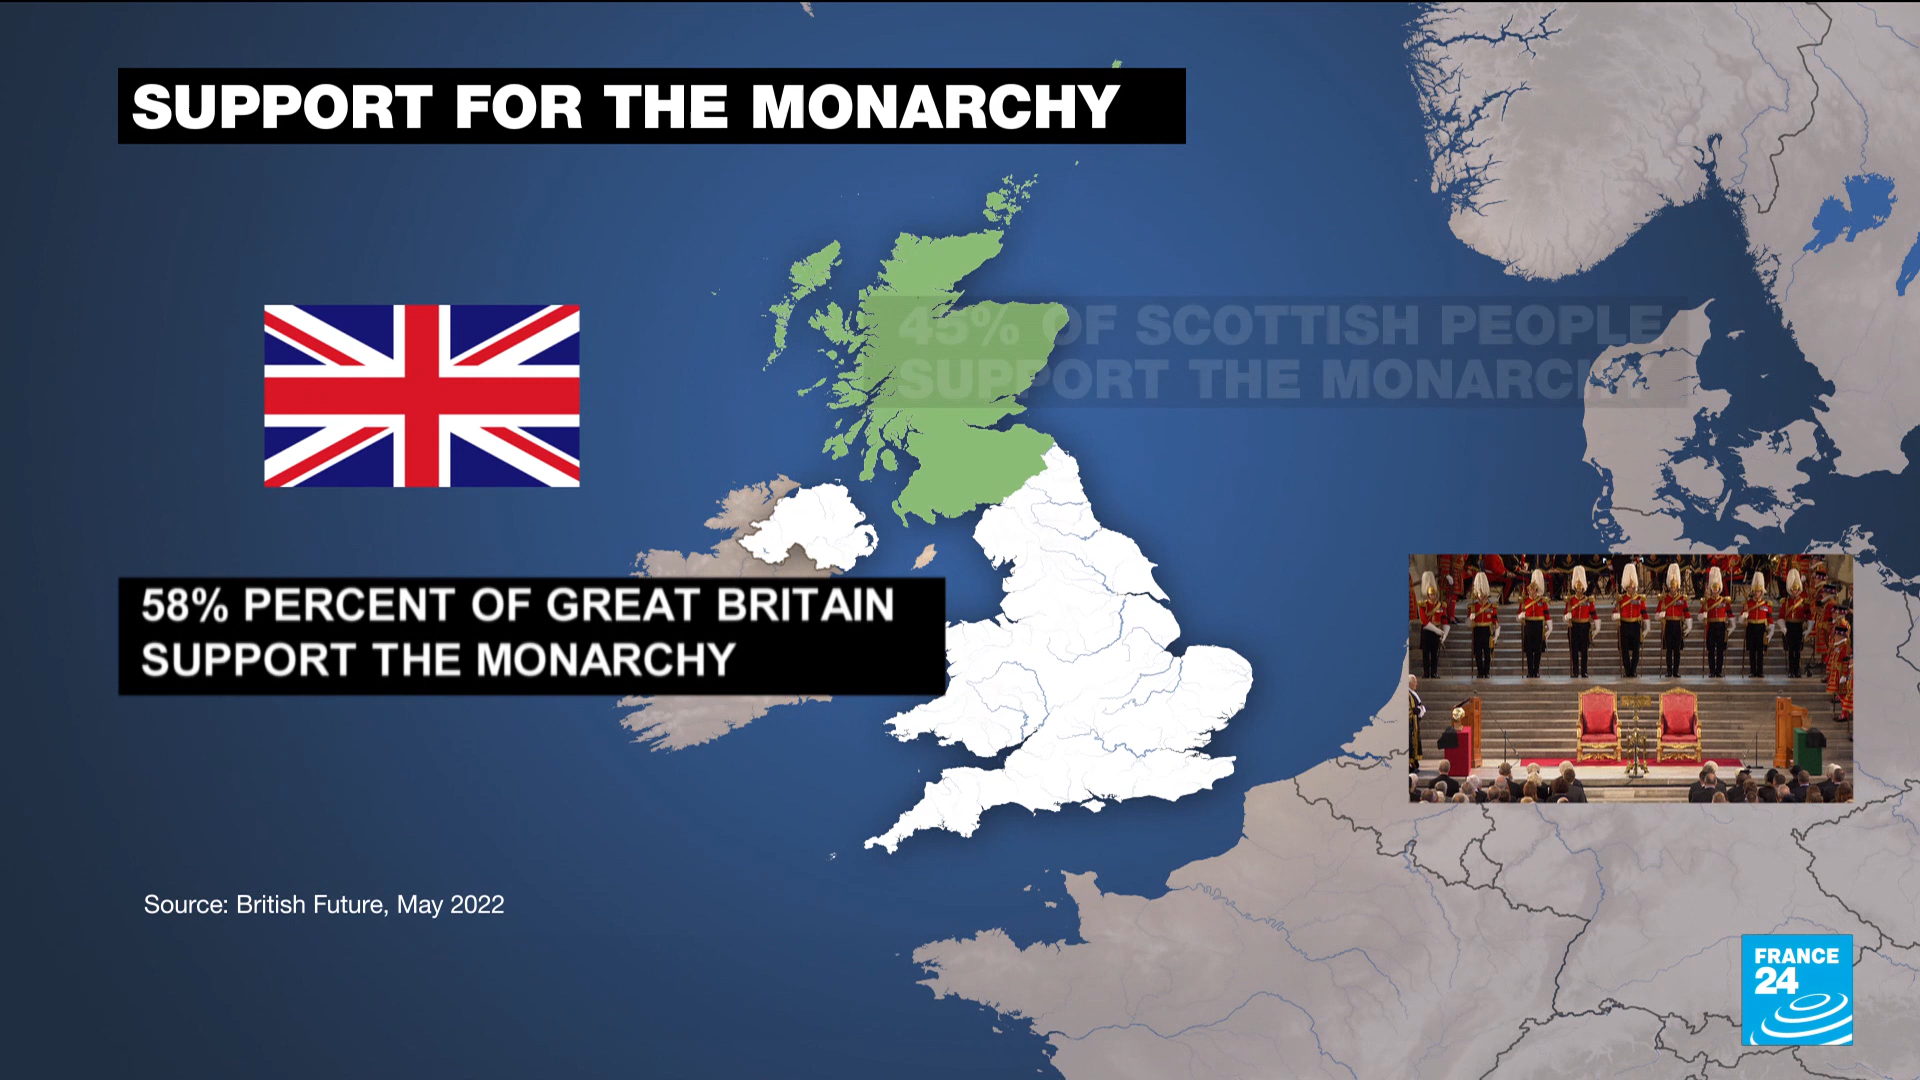 SUPPORT FOR THE MONARCHY
45% OF SCOTTISH PEOPLE
SUPPORT THE MONARCHY
58% PERCENT OF GREAT BRITAIN
SUPPORT THE MONARCHY
Source: British Future, May 2022
FRANCE
24